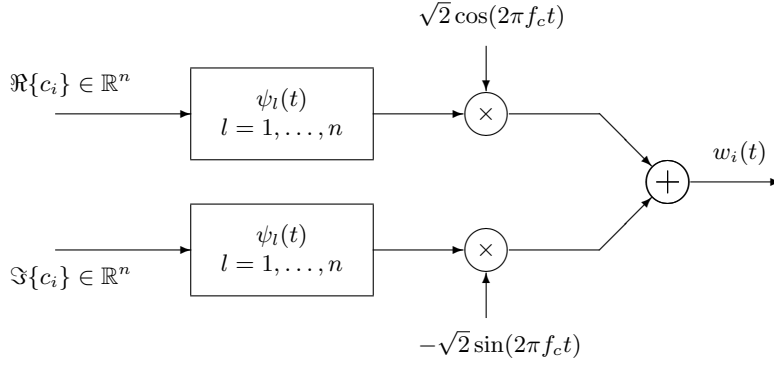 √2 cos(2πf_c t)
ℜ{c_i} ∈ ℝ^n
ψ_l(t)
l = 1, . . . , n
×
w_i(t)
+
ψ_l(t)
l = 1, . . . , n
×
ℑ{c_i} ∈ ℝ^n
−√2 sin(2πf_c t)